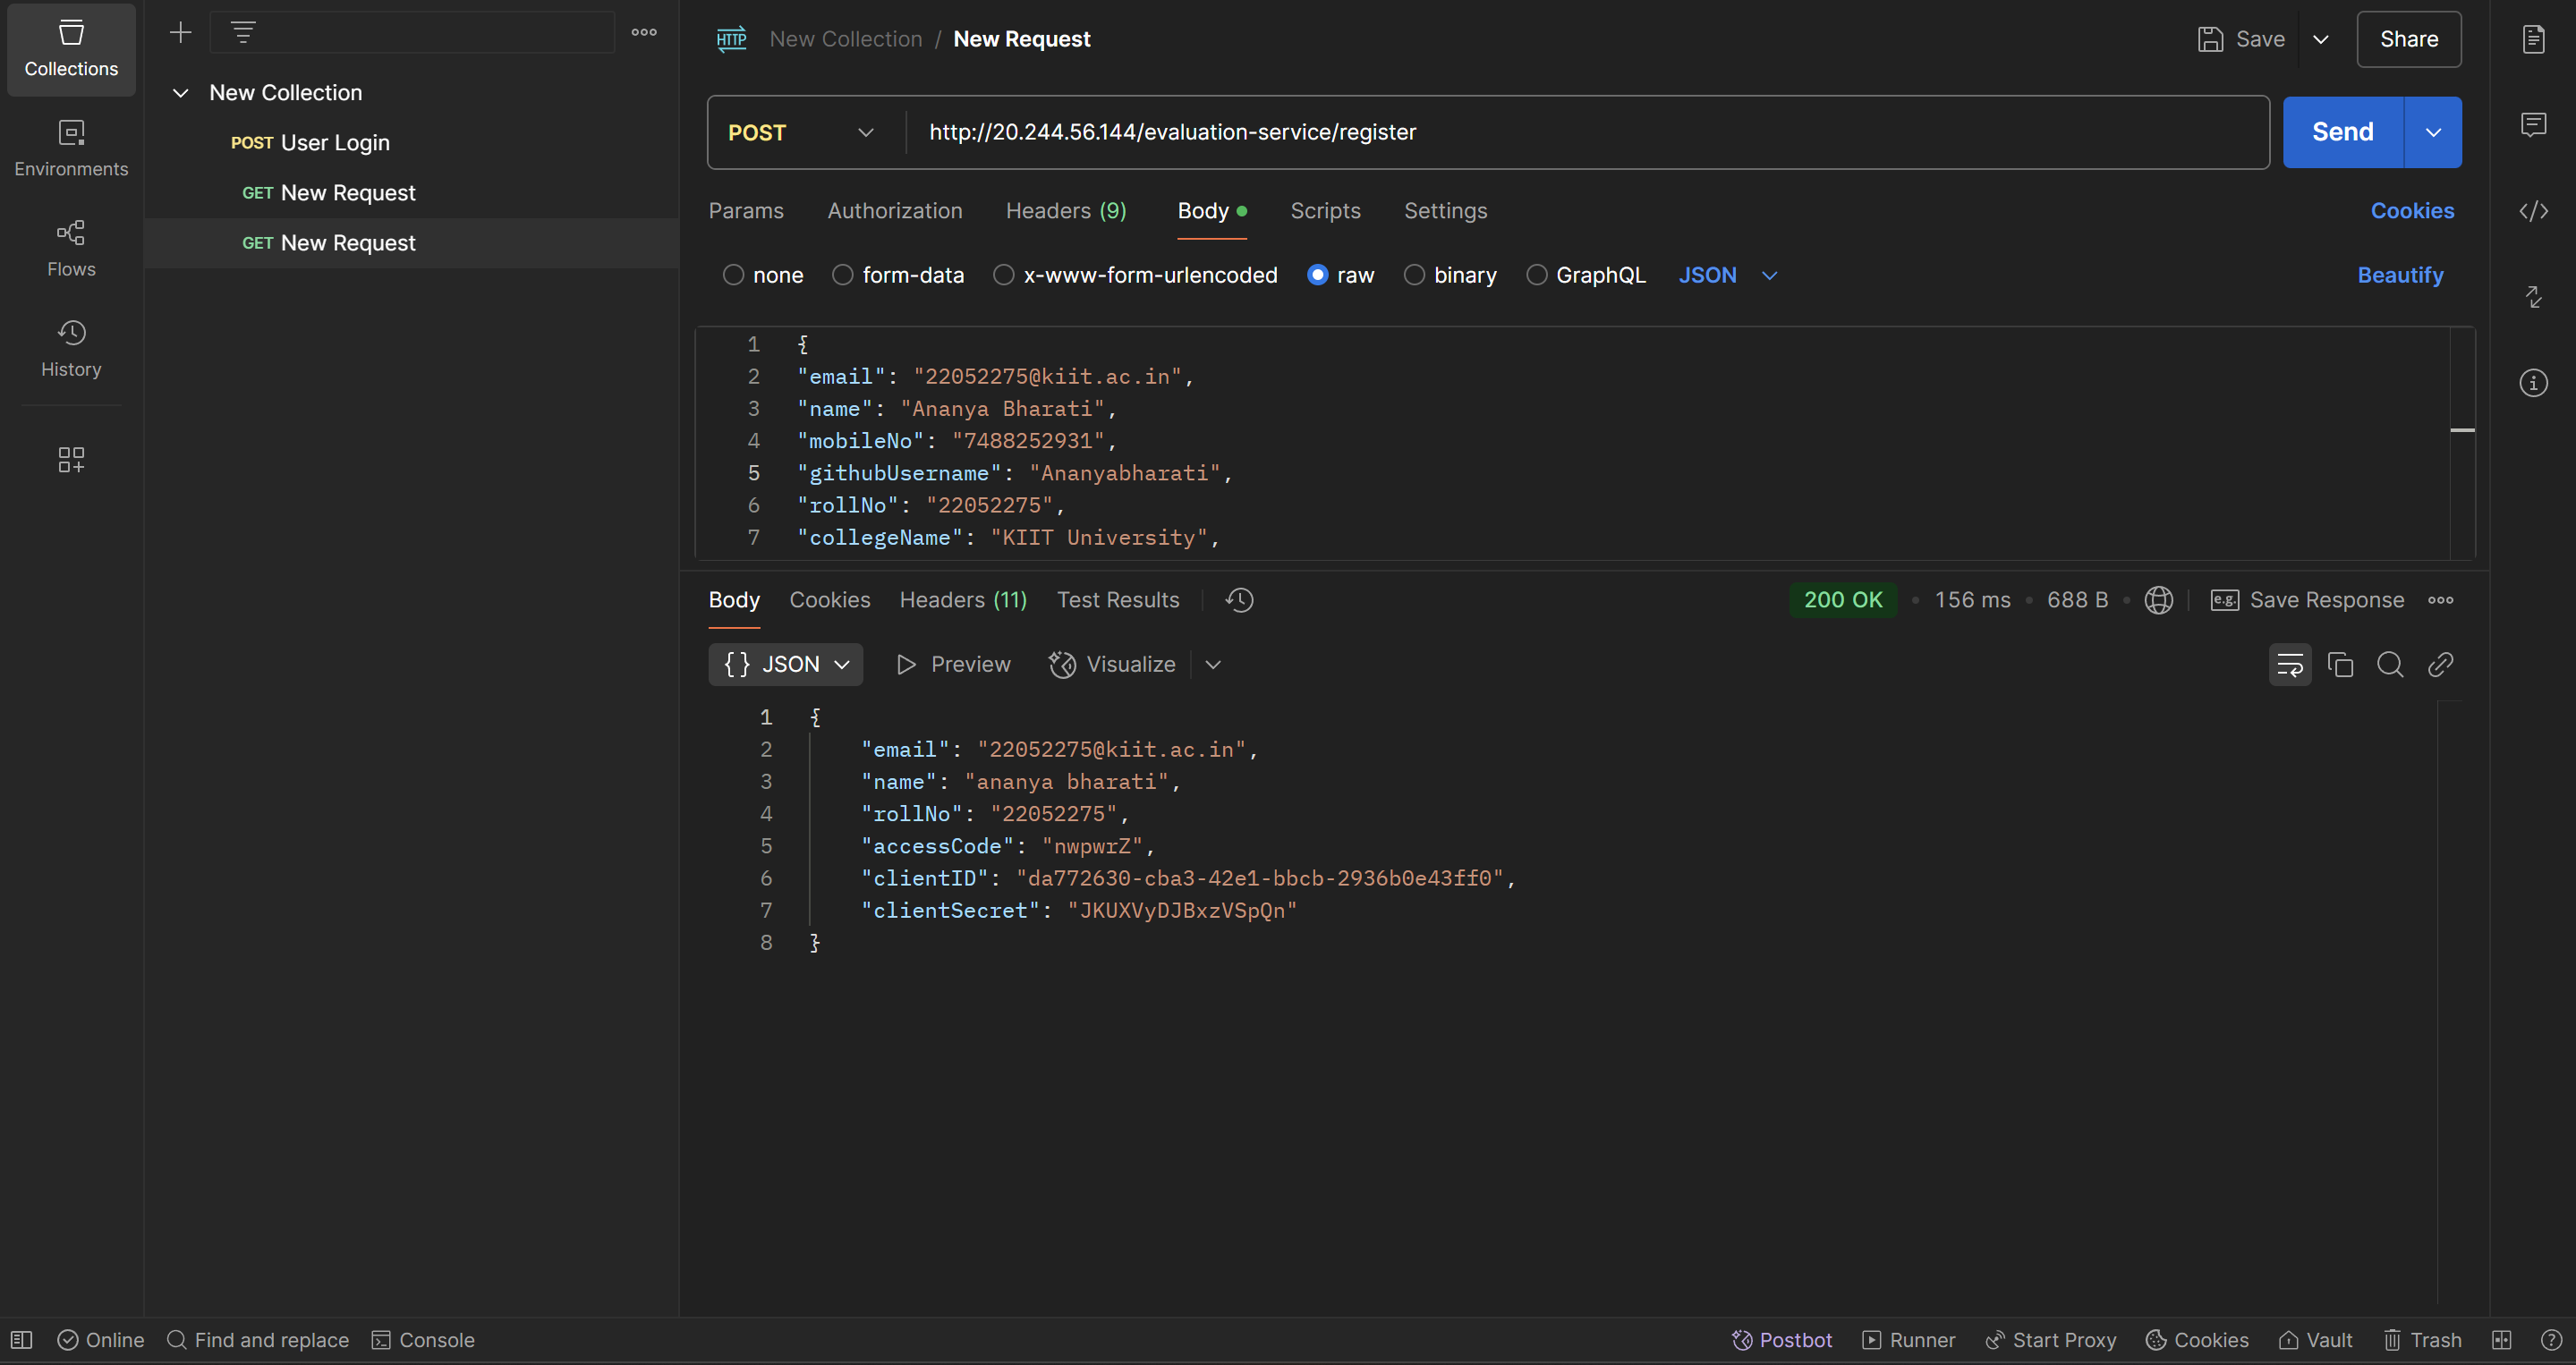 Collections
Environments
Flows
History
New Collection
POST User Login
GET New Request
GET New Request
HTTP New Collection / New Request
Save
Share
POST http://20.244.56.144/evaluation-service/register
Send
Params Authorization Headers (9) Body Scripts Settings Cookies
none form-data x-www-form-urlencoded raw binary GraphQL JSON Beautify
1 {
2 "email": "22052275@kiit.ac.in",
3 "name": "Ananya Bharati",
4 "mobileNo": "7488252931",
5 "githubUsername": "Ananyabharati",
6 "rollNo": "22052275",
7 "collegeName": "KIIT University",
Body Cookies Headers (11) Test Results 200 OK • 156 ms • 688 B • e.g. Save Response
{} JSON Preview Visualize
1 {
2 "email": "22052275@kiit.ac.in",
3 "name": "ananya bharati",
4 "rollNo": "22052275",
5 "accessCode": "nwpwrZ",
6 "clientID": "da772630-cba3-42e1-bbcb-2936b0e43ff0",
7 "clientSecret": "JKUXVyDJBxzVSpQn"
8 }
Online Find and replace Console Postbot Runner Start Proxy Cookies Vault Trash